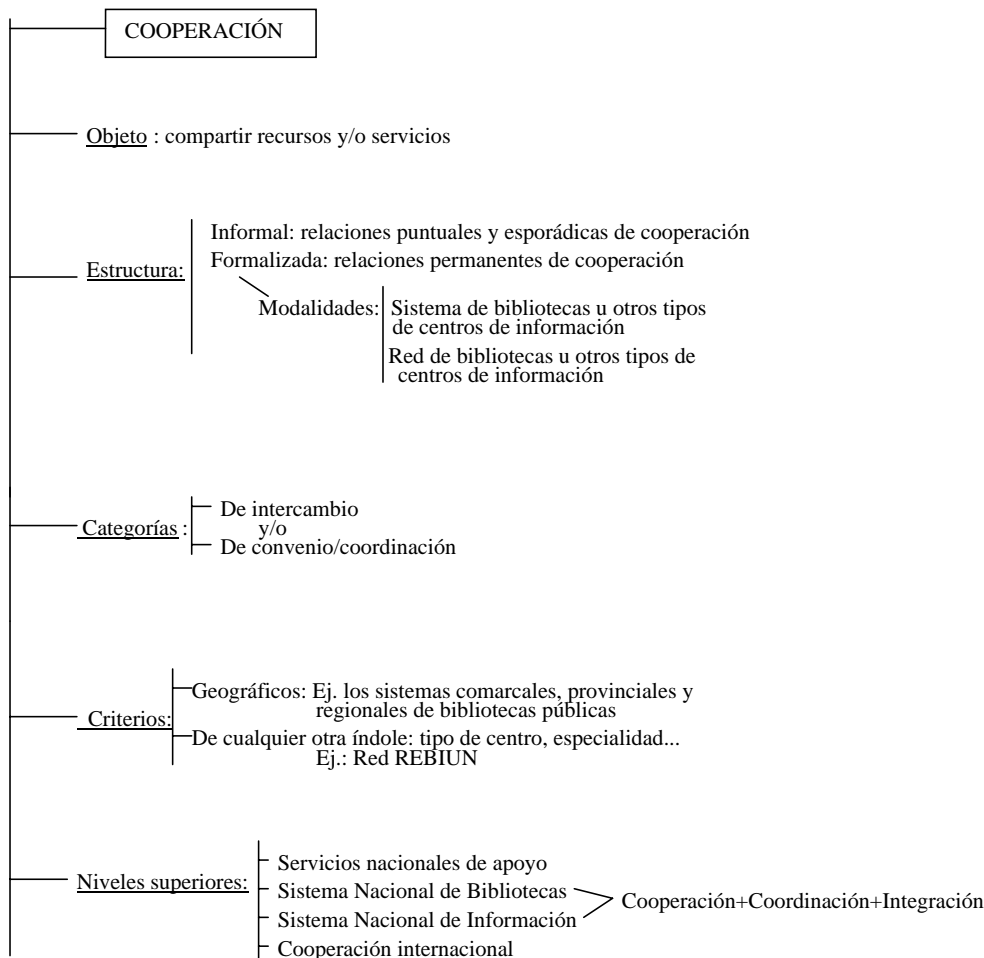 COOPERACIÓN
Objeto : compartir recursos y/o servicios
Informal: relaciones puntuales y esporádicas de cooperación
Formalizada: relaciones permanentes de cooperación
Estructura:
Modalidades: Sistema de bibliotecas u otros tipos
de centros de información
Red de bibliotecas u otros tipos de
centros de información
De intercambio
Categorías : y/o
De convenio/coordinación
Geográficos: Ej. los sistemas comarcales, provinciales y
regionales de bibliotecas públicas
Criterios:
De cualquier otra índole: tipo de centro, especialidad...
Ej.: Red REBIUN
Servicios nacionales de apoyo
Niveles superiores: Sistema Nacional de Bibliotecas
Cooperación+Coordinación+Integración
Sistema Nacional de Información
Cooperación internacional